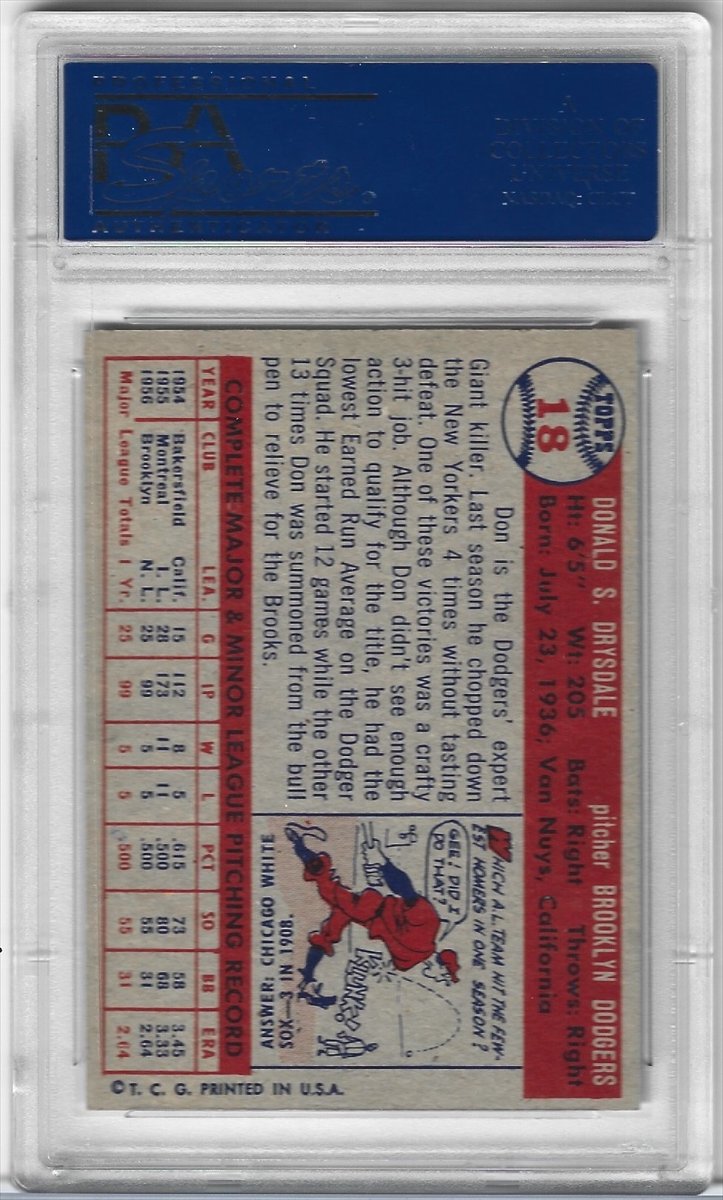 PROFESSIONAL
PSA
Sports
AUTHENTICATOR
A
DIVISION OF
COLLECTORS
UNIVERSE
NASDAQ: CLCT
TOPPS
18
DONALD S. DRYSDALE pitcher BROOKLYN DODGERS
Ht: 6'5" Wt: 205 Bats: Right Throws: Right
Born: July 23, 1936; Van Nuys, California
Don is the Dodgers' expert
Giant killer. Last season he chopped down
the New Yorkers 4 times without tasting
defeat. One of these victories was a crafty
3-hit job. Although Don didn't see enough
action to qualify for the title, he had the
lowest Earned Run Average on the Dodger
Squad. He started 12 games while the other
13 times Don was summoned from the bull
pen to relieve for the Brooks.
WHICH A.L. TEAM HIT THE FEW-
EST HOMERS IN ONE SEASON?
GEE! DID I
DO THAT?
KLUNK!
ANSWER: CHICAGO WHITE
SOX—3 IN 1908.
COMPLETE MAJOR & MINOR LEAGUE PITCHING RECORD
YEAR CLUB LEA. G IP W L PCT SO BB ERA
1954 Bakersfield Calif. 15 112 8 5 .615 73 58 3.45
1955 Montreal I. L. 28 173 11 11 .500 80 68 3.33
1956 Brooklyn N. L. 25 99 5 5 .500 55 31 2.64
Major League Totals 1 Yr. 25 99 5 5 .500 55 31 2.64
© T. C. G. PRINTED IN U.S.A.